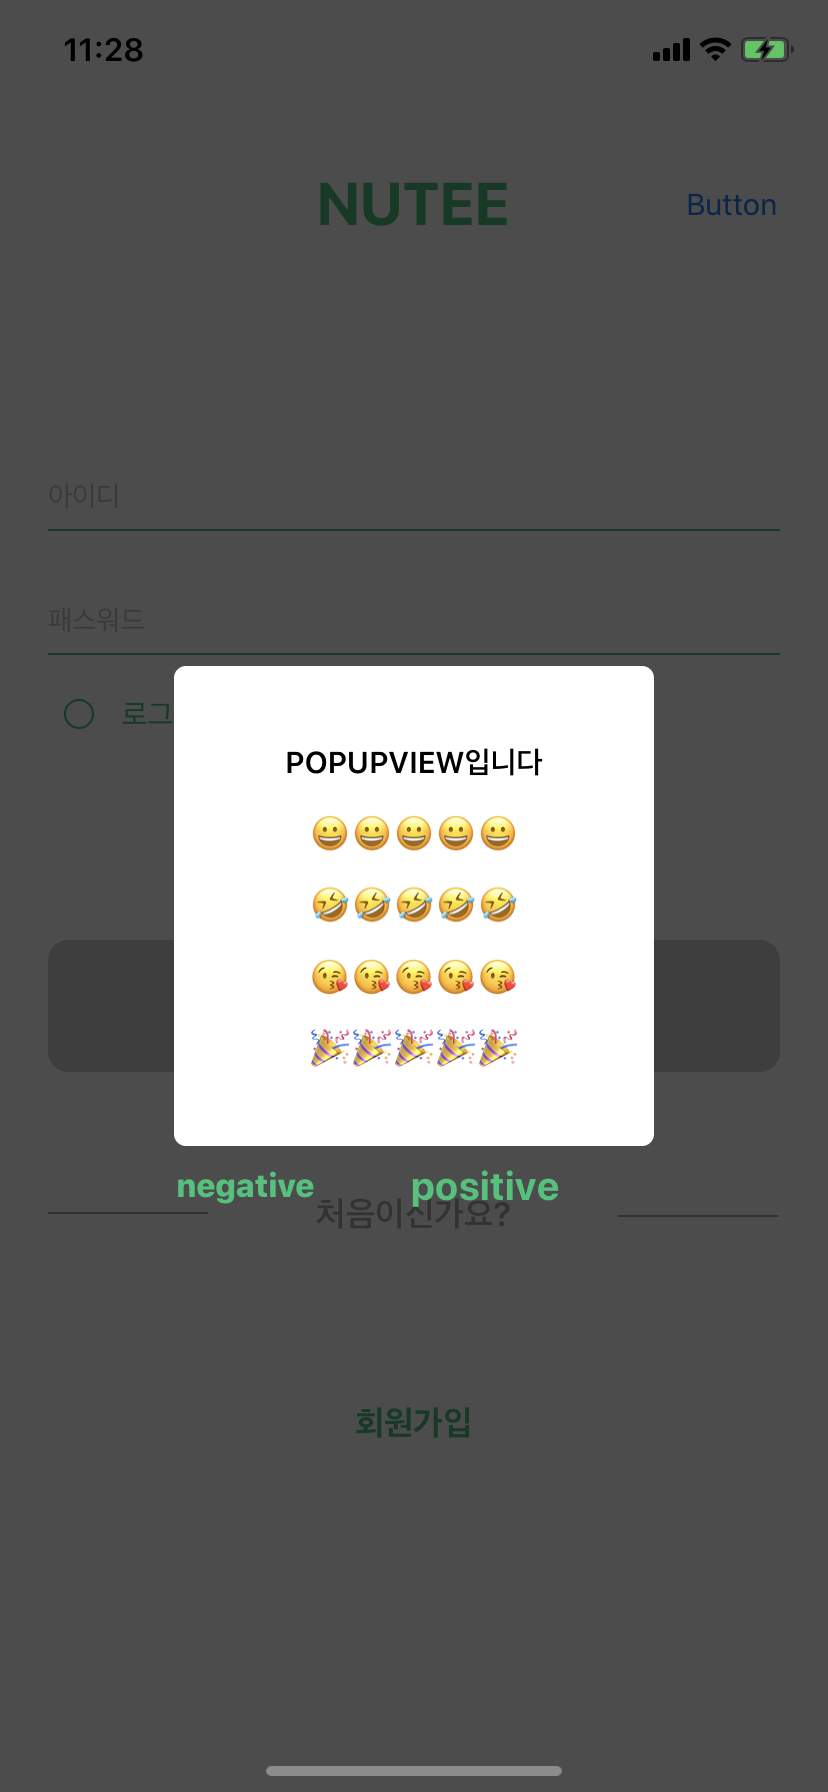 11:28
NUTEE
Button
아이디
패스워드
로그
POPUPVIEW입니다
😀😀😀😀😀
🤣🤣🤣🤣🤣
😘😘😘😘😘
🎉🎉🎉🎉🎉
negative positive
처음이신가요?
회원가입